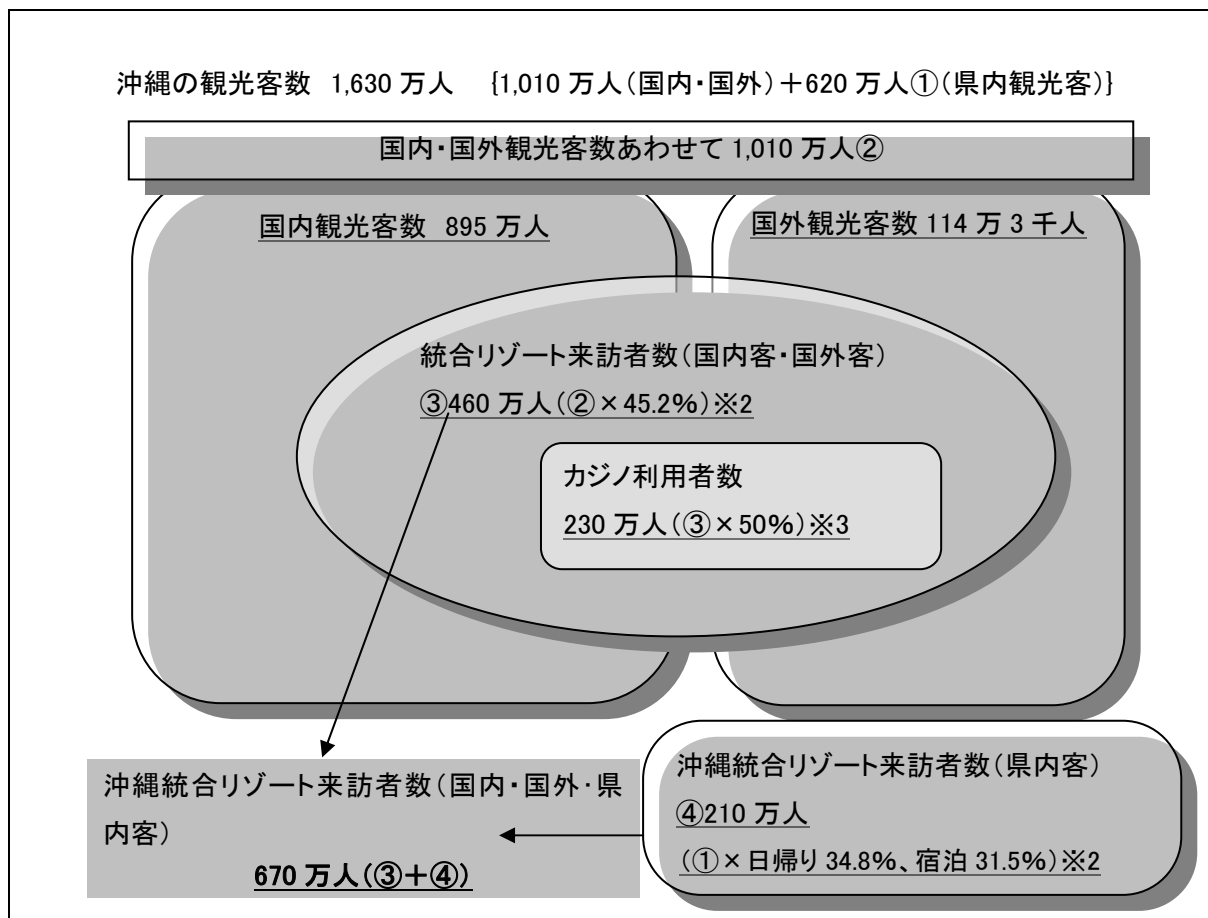 沖縄の観光客数 1,630 万人 {1,010 万人(国内・国外)+620 万人①(県内観光客)}
国内・国外観光客数あわせて 1,010 万人②
国内観光客数 895 万人
国外観光客数 114 万 3 千人
統合リゾート来訪者数(国内客・国外客)
③460 万人(②×45.2%)※2
カジノ利用者数
230 万人(③×50%)※3
沖縄統合リゾート来訪者数(国内・国外・県
内客)
670 万人(③+④)
沖縄統合リゾート来訪者数(県内客)
④210 万人
(①×日帰り 34.8%、宿泊 31.5%)※2